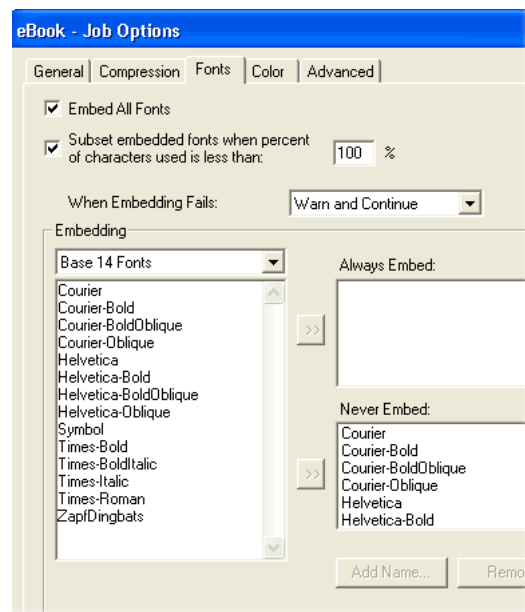 eBook - Job Options
General Compression Fonts Color Advanced
Embed All Fonts
Subset embedded fonts when percent
of characters used is less than: 100 %
When Embedding Fails: Warn and Continue
Embedding
Base 14 Fonts
Courier
Courier-Bold
Courier-BoldOblique
Courier-Oblique
Helvetica
Helvetica-Bold
Helvetica-BoldOblique
Helvetica-Oblique
Symbol
Times-Bold
Times-BoldItalic
Times-Italic
Times-Roman
ZapfDingbats
>>
Always Embed:
>>
Never Embed:
Courier
Courier-Bold
Courier-BoldOblique
Courier-Oblique
Helvetica
Helvetica-Bold
Add Name... Remo